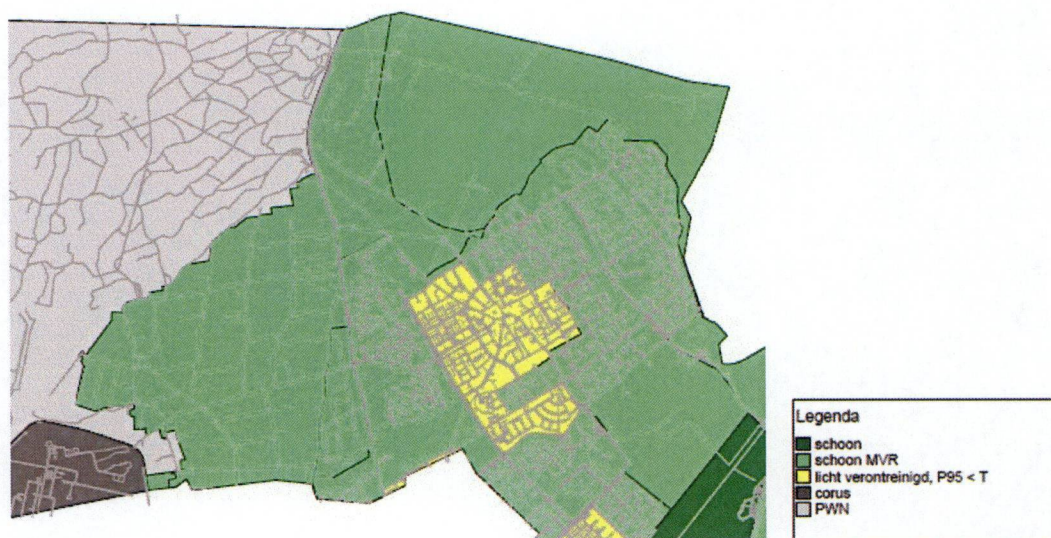 Legenda
schoon
schoon MVR
licht verontreinigd, P95 < T
corus
PWN